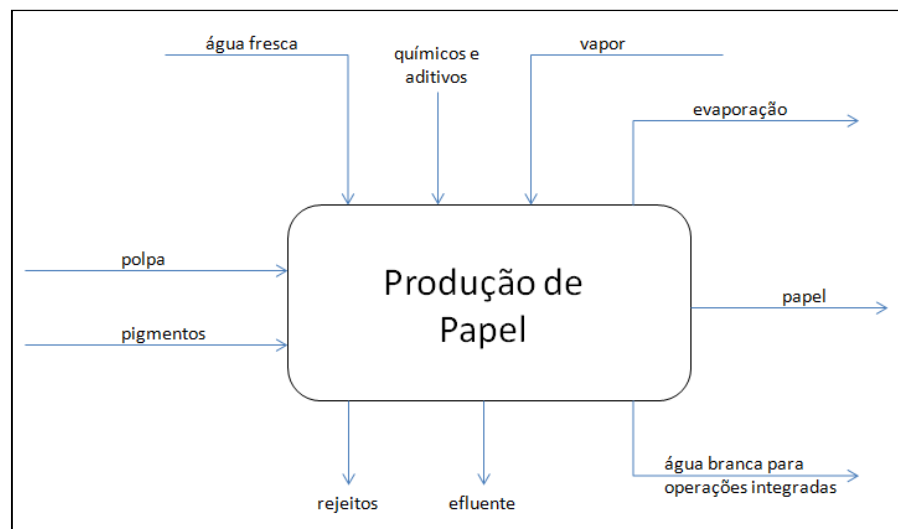 água fresca
químicos e
aditivos
vapor
evaporação
polpa
Produção de
Papel
papel
pigmentos
água branca para
operações integradas
rejeitos
efluente